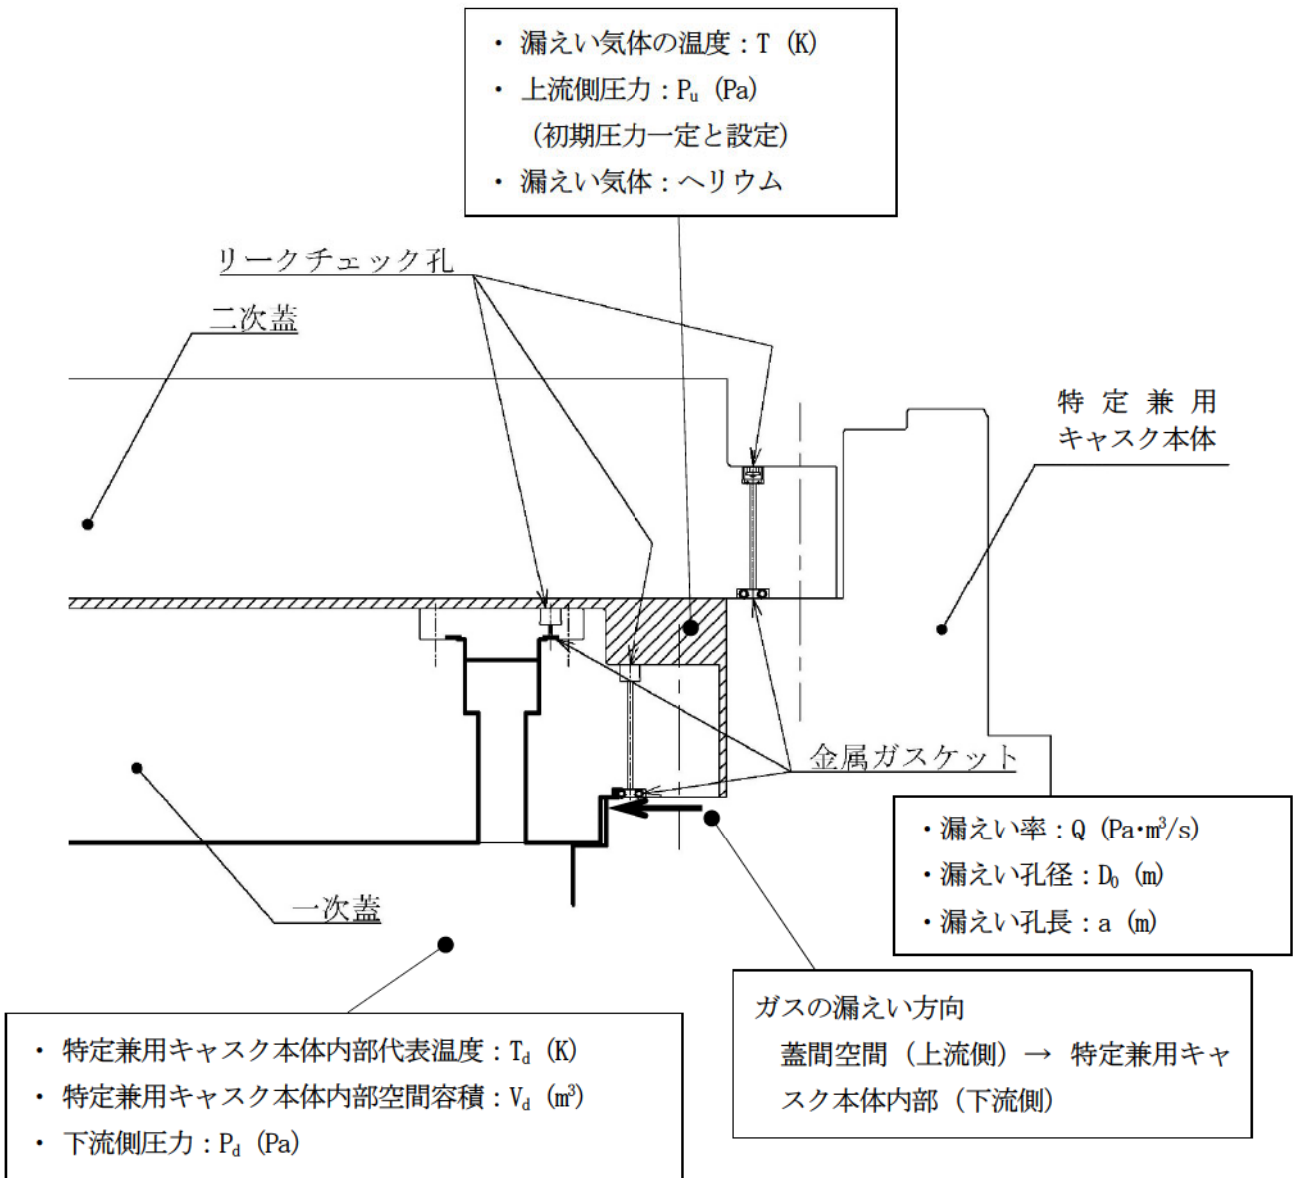 ・ 漏えい気体の温度：T (K)
・ 上流側圧力：Pu (Pa)
(初期圧力一定と設定)
・ 漏えい気体：ヘリウム
リークチェック孔
二次蓋
特定兼用
キャスク本体
金属ガスケット
・漏えい率：Q (Pa・m³/s)
・漏えい孔径：D₀ (m)
・漏えい孔長：a (m)
一次蓋
ガスの漏えい方向
蓋間空間（上流側）→ 特定兼用キャ
スク本体内部（下流側）
・ 特定兼用キャスク本体内部代表温度：Td (K)
・ 特定兼用キャスク本体内部空間容積：Vd (m³)
・ 下流側圧力：Pd (Pa)